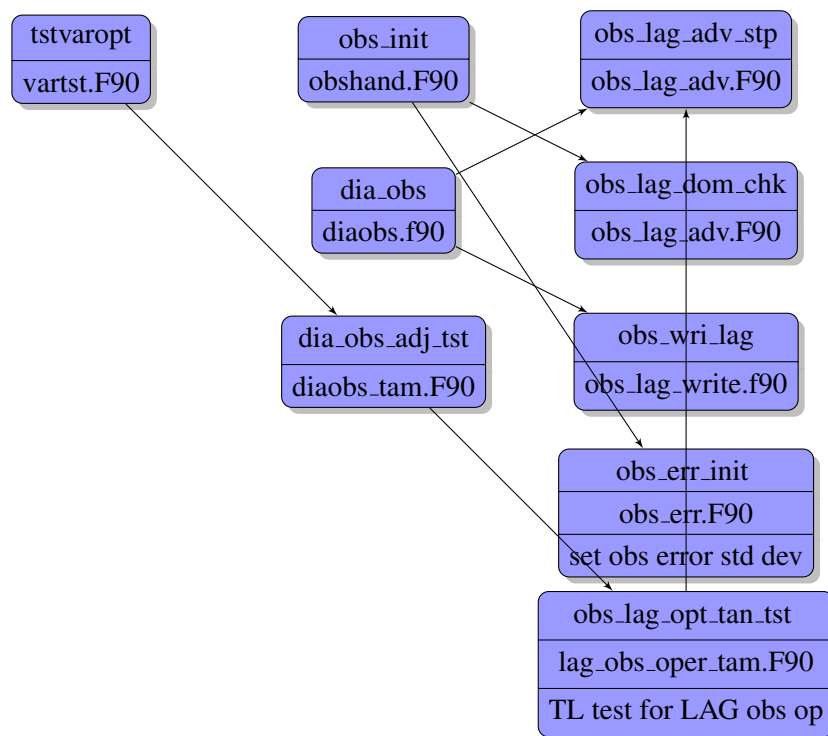 tstvaropt
vartst.F90
obs_init
obshand.F90
obs_lag_adv_stp
obs_lag_adv.F90
dia_obs
diaobs.f90
obs_lag_dom_chk
obs_lag_adv.F90
dia_obs_adj_tst
diaobs_tam.F90
obs_wri_lag
obs_lag_write.f90
obs_err_init
obs_err.F90
set obs error std dev
obs_lag_opt_tan_tst
lag_obs_oper_tam.F90
TL test for LAG obs op